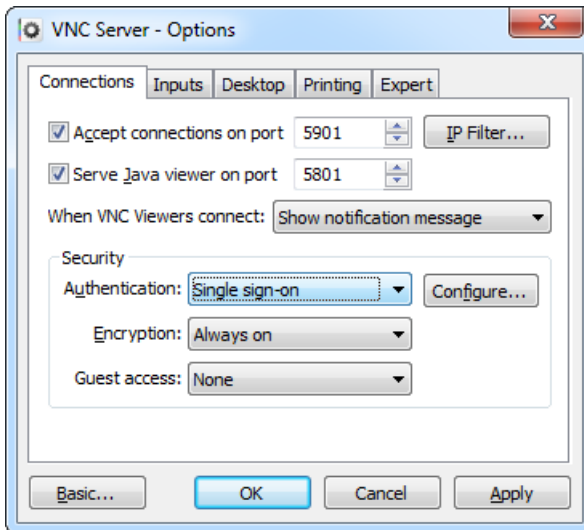 VNC Server - Options
Connections Inputs Desktop Printing Expert
Accept connections on port 5901 IP Filter...
Serve Java viewer on port 5801
When VNC Viewers connect: Show notification message
Security
Authentication: Single sign-on Configure...
Encryption: Always on
Guest access: None
Basic... OK Cancel Apply